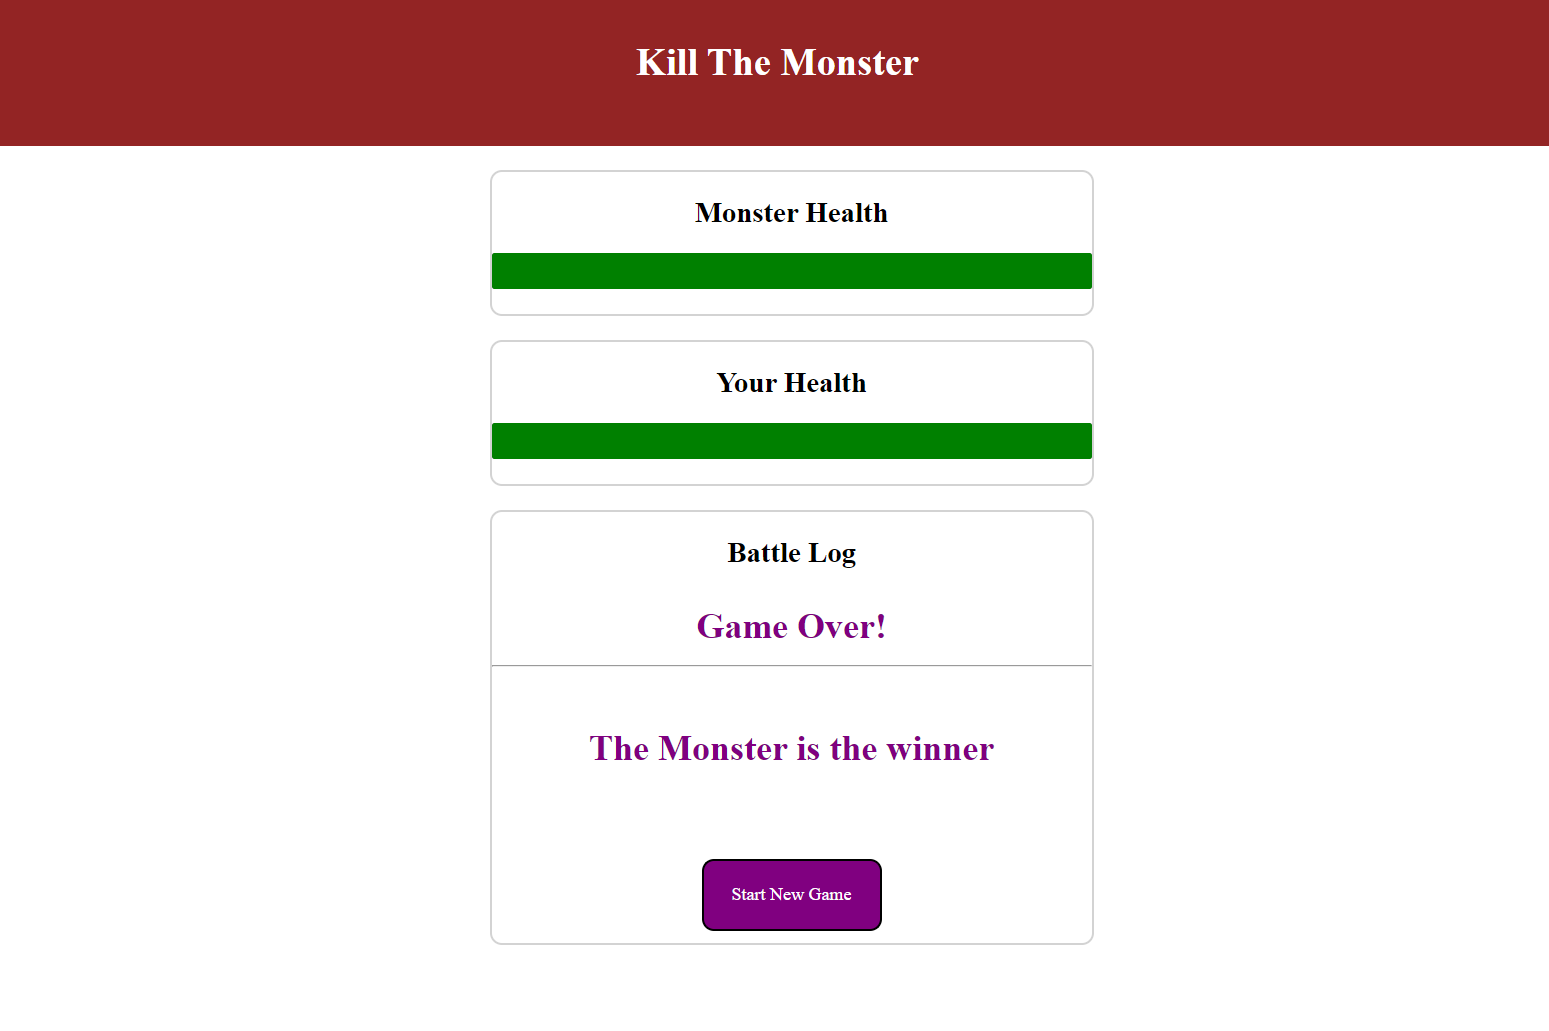 Kill The Monster
Monster Health
Your Health
Battle Log
Game Over!
The Monster is the winner
Start New Game